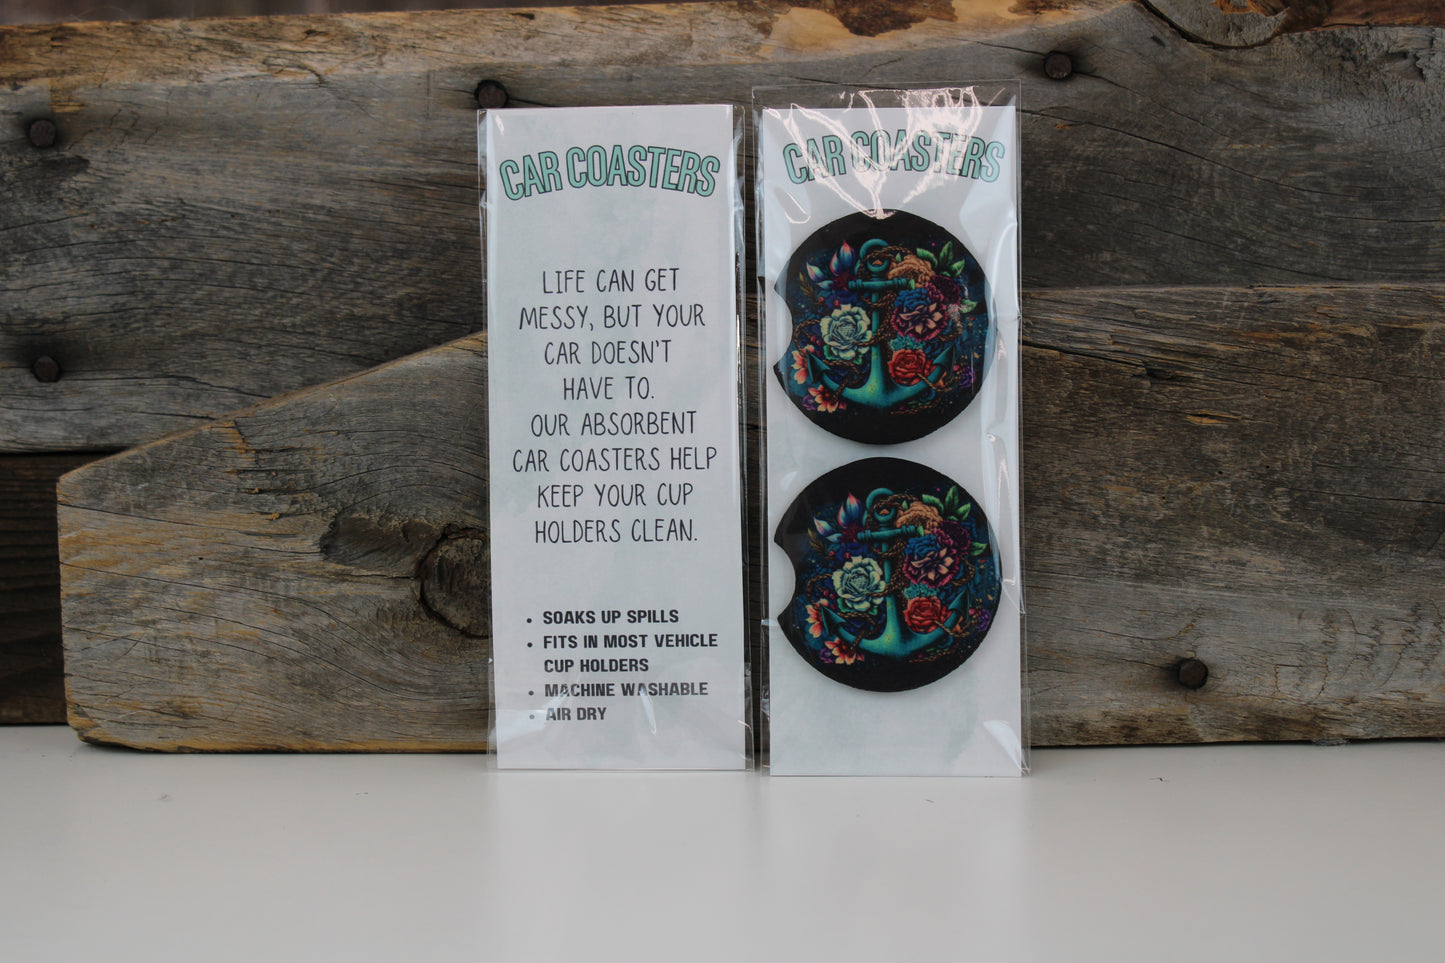 CAR COASTERS
LIFE CAN GET
MESSY, BUT YOUR
CAR DOESN'T
HAVE TO.
OUR ABSORBENT
CAR COASTERS HELP
KEEP YOUR CUP
HOLDERS CLEAN.
• SOAKS UP SPILLS
• FITS IN MOST VEHICLE
CUP HOLDERS
• MACHINE WASHABLE
• AIR DRY
CAR COASTERS